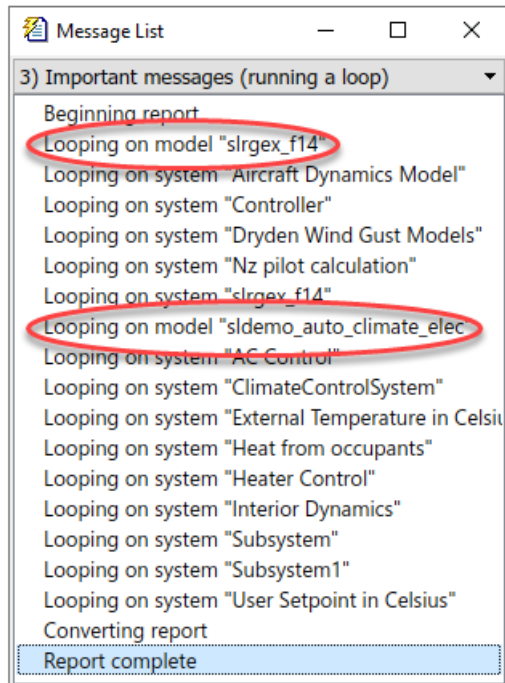 Message List
3) Important messages (running a loop)
Beginning report
Looping on model "slrgex_f14"
Looping on system "Aircraft Dynamics Model"
Looping on system "Controller"
Looping on system "Dryden Wind Gust Models"
Looping on system "Nz pilot calculation"
Looping on system "slrgex_f14"
Looping on model "sldemo_auto_climate_elec
Looping on system "AC Control"
Looping on system "ClimateControlSystem"
Looping on system "External Temperature in Celsiu
Looping on system "Heat from occupants"
Looping on system "Heater Control"
Looping on system "Interior Dynamics"
Looping on system "Subsystem"
Looping on system "Subsystem1"
Looping on system "User Setpoint in Celsius"
Converting report
Report complete